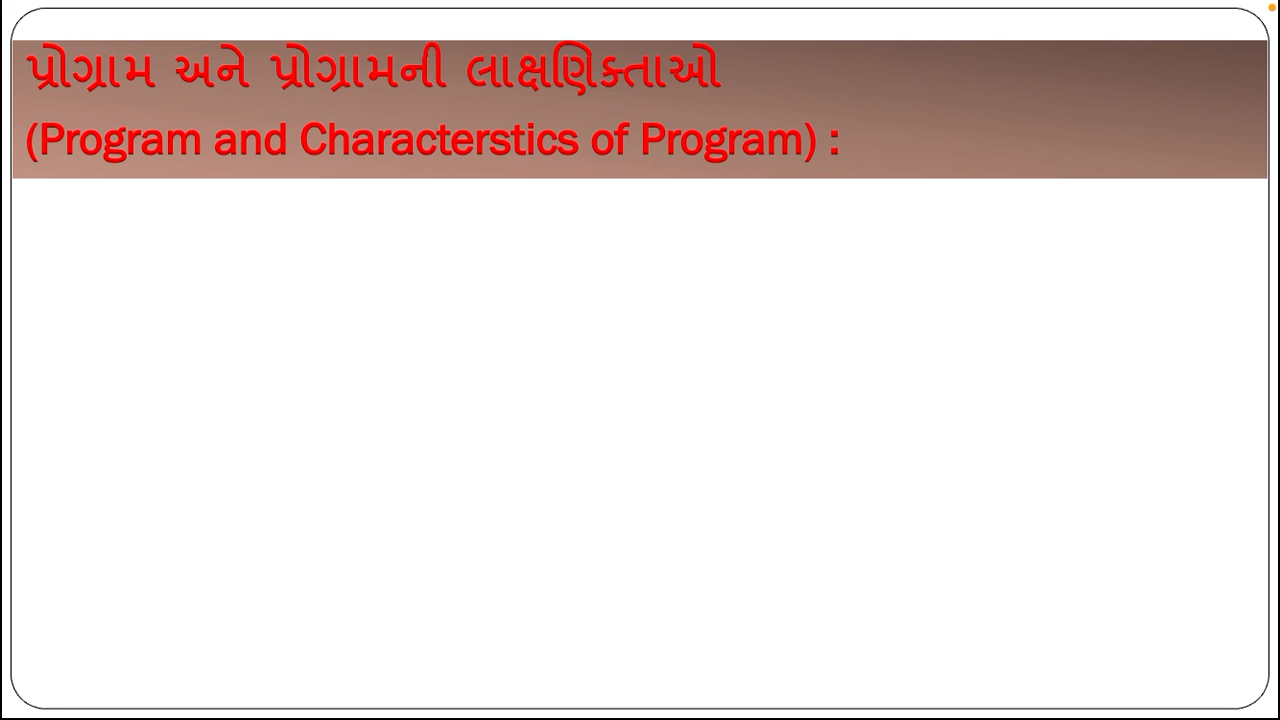 પ્રોગ્રામ અને પ્રોગ્રામની લાક્ષણિક્તાઓ
(Program and Characterstics of Program) :